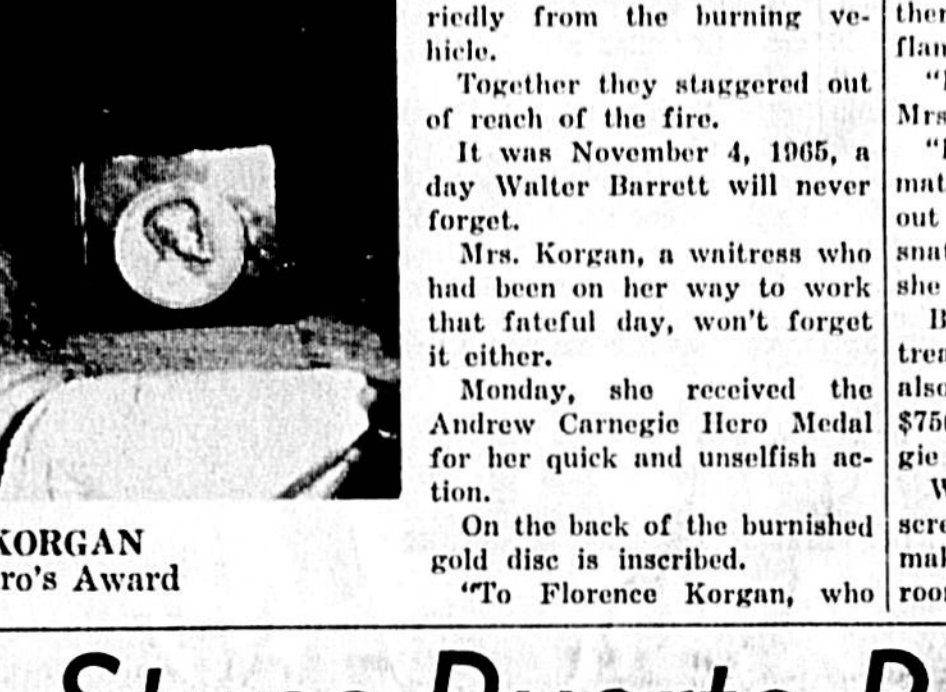 riedly from the burning ve-
hicle.
Together they staggered out
of reach of the fire.
It was November 4, 1965, a
day Walter Barrett will never
forget.
Mrs. Korgan, a waitress who
had been on her way to work
that fateful day, won't forget
it either.
Monday, she received the
Andrew Carnegie Hero Medal
for her quick and unselfish ac-
tion.
On the back of the burnished
gold disc is inscribed.
"To Florence Korgan, who
KORGAN
ro's Award
Mrs
out
she
also
gie